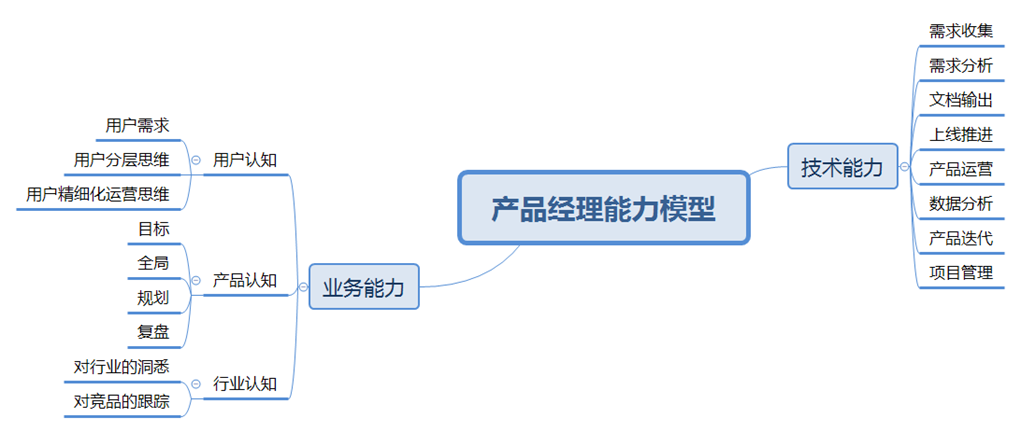 产品经理能力模型
技术能力
需求收集
需求分析
文档输出
上线推进
产品运营
数据分析
产品迭代
项目管理
业务能力
用户认知
用户需求
用户分层思维
用户精细化运营思维
产品认知
目标
全局
规划
复盘
行业认知
对行业的洞悉
对竞品的跟踪